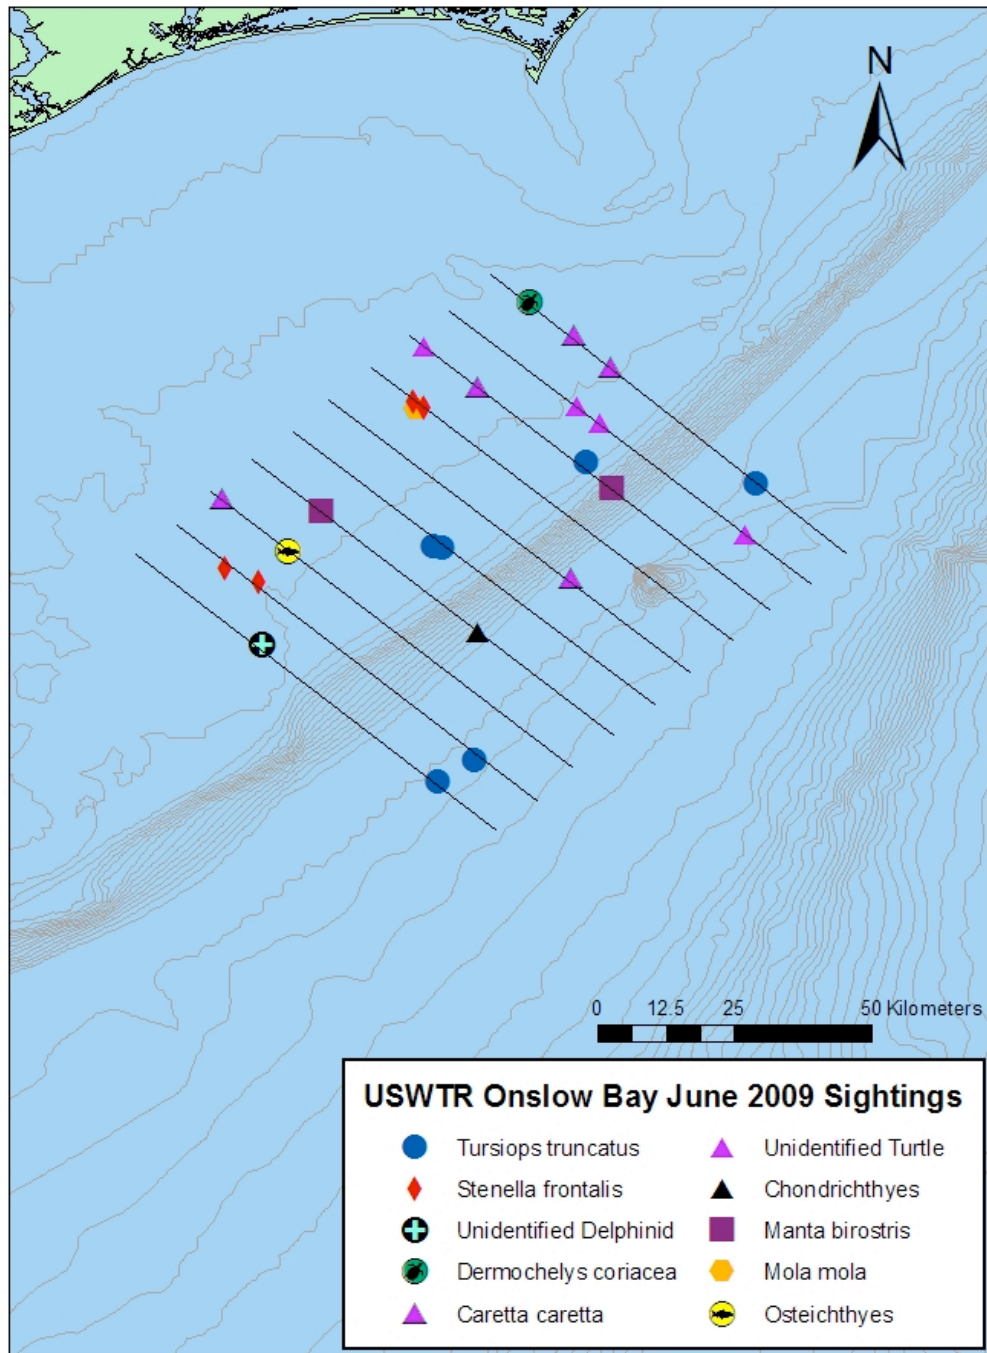 N
0 12.5 25 50 Kilometers
USWTR Onslow Bay June 2009 Sightings
Tursiops truncatus
Stenella frontalis
Unidentified Delphinid
Dermochelys coriacea
Caretta caretta
Unidentified Turtle
Chondrichthyes
Manta birostris
Mola mola
Osteichthyes